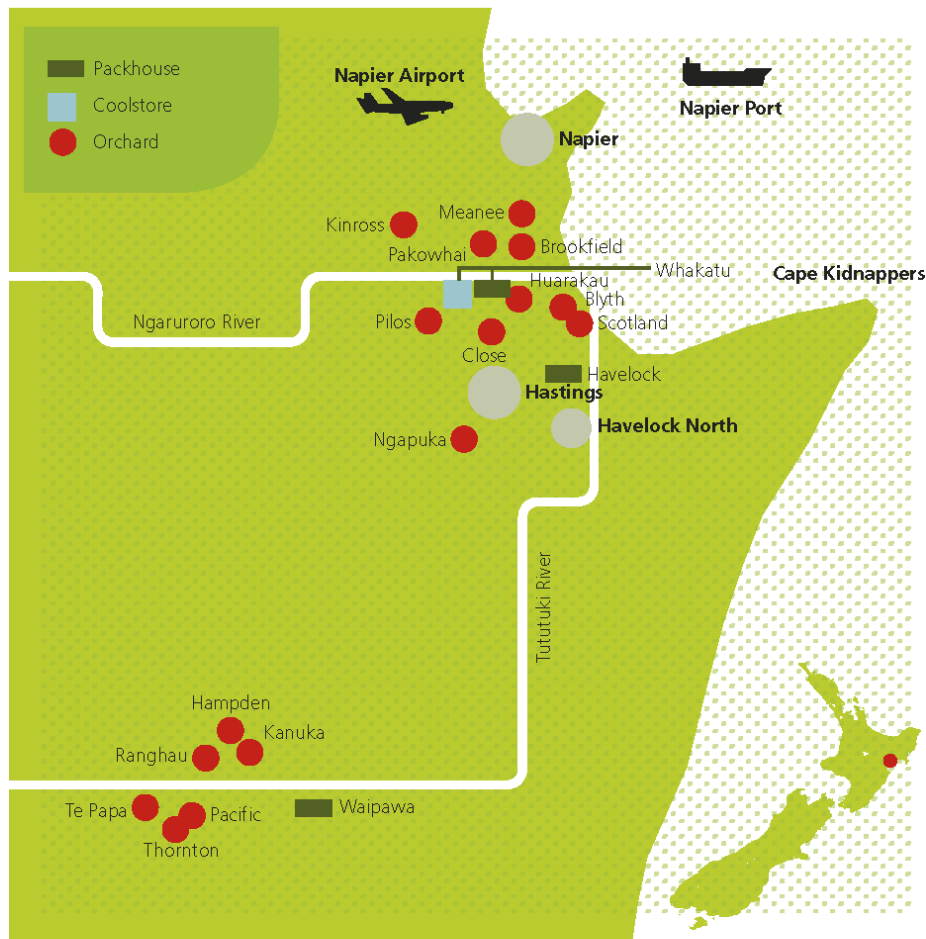 Packhouse
Coolstore
Orchard
Napier Airport
Napier Port
Napier
Meanee
Kinross
Pakowhai
Brookfield
Whakatu
Cape Kidnappers
Huarakau
Blyth
Ngaruroro River
Pilos
Scotland
Close
Havelock
Hastings
Havelock North
Ngapuka
Tututuki River
Hampden
Kanuka
Ranghau
Te Papa
Pacific
Waipawa
Thornton